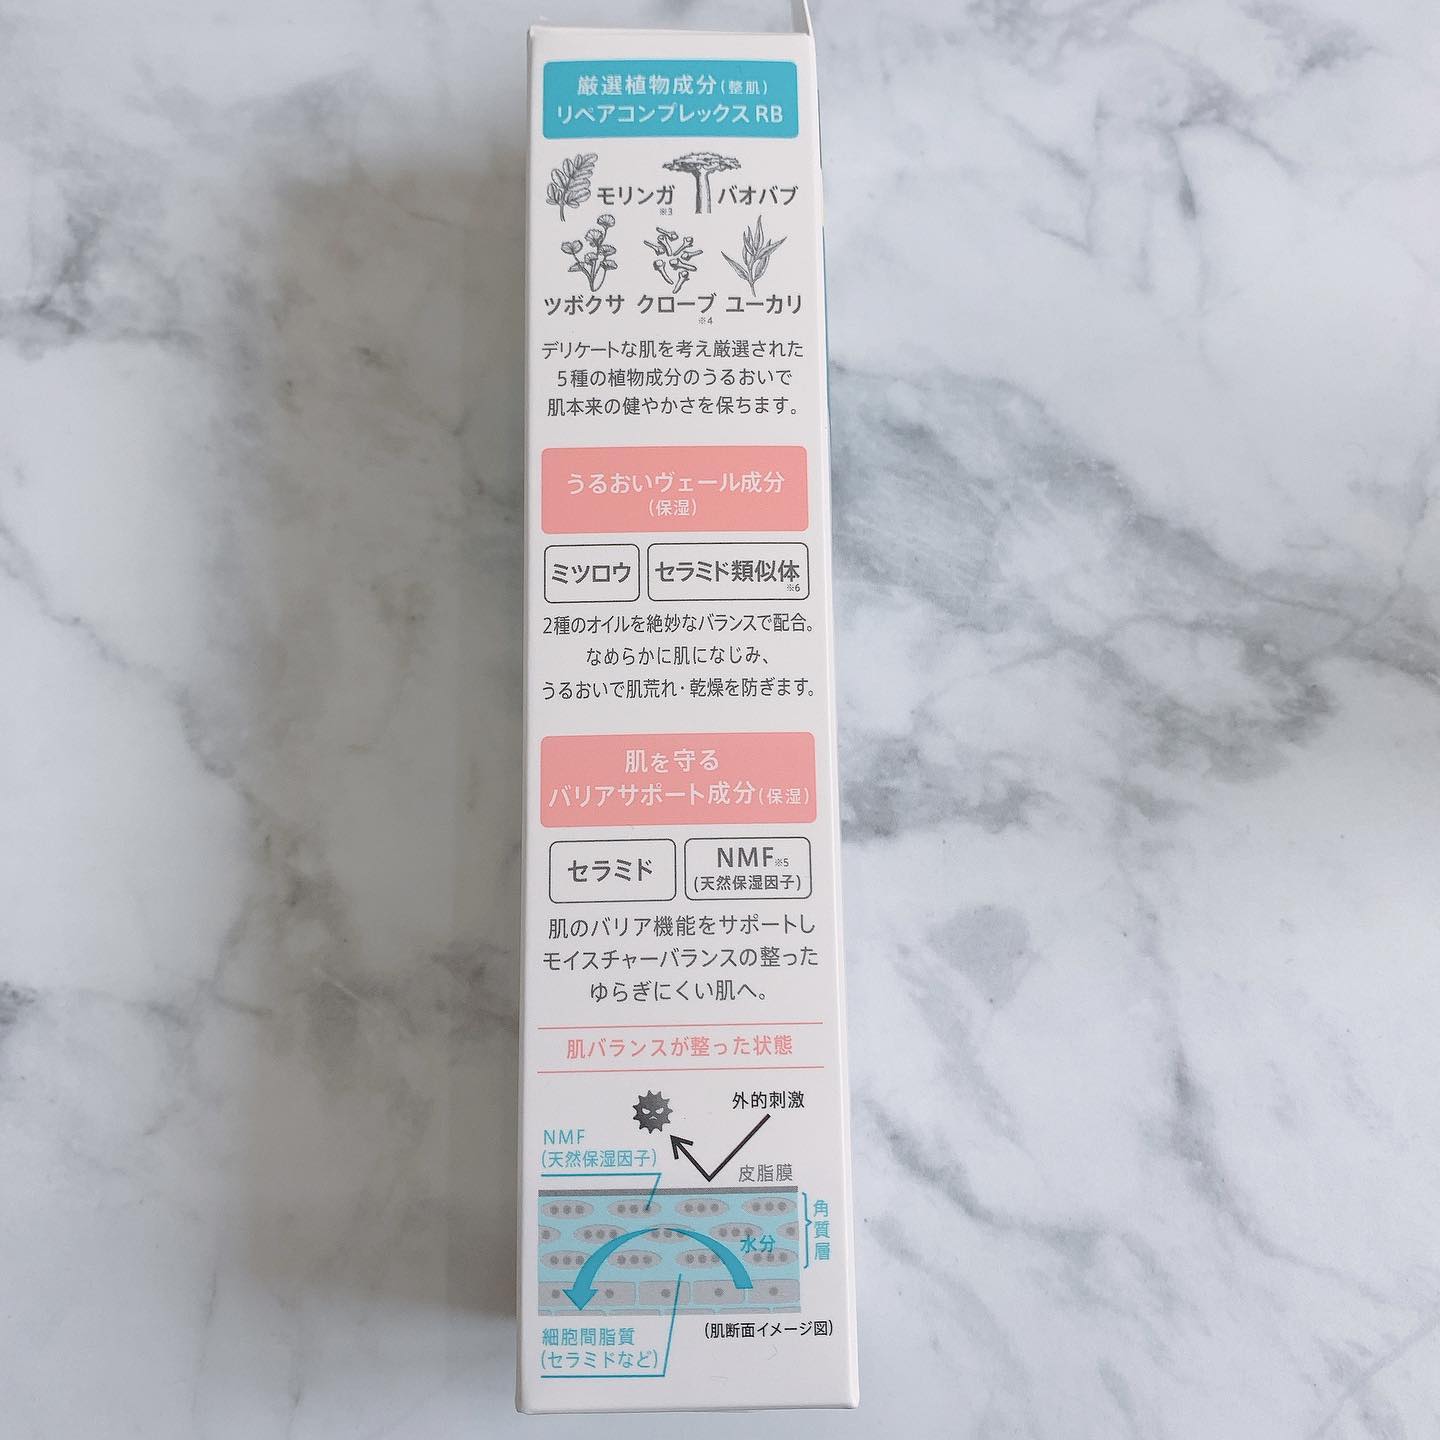 厳選植物成分(整肌)
リペアコンプレックスRB
モリンガ バオバブ
※3
ツボクサ クローブ ユーカリ
※4
デリケートな肌を考え厳選された
5種の植物成分のうるおいで
肌本来の健やかさを保ちます。
うるおいヴェール成分
(保湿)
ミツロウ セラミド類似体
※6
2種のオイルを絶妙なバランスで配合。
なめらかに肌になじみ、
うるおいで肌荒れ・乾燥を防ぎます。
肌を守る
バリアサポート成分(保湿)
セラミド NMF※5
(天然保湿因子)
肌のバリア機能をサポートし
モイスチャーバランスの整った
ゆらぎにくい肌へ。
肌バランスが整った状態
外的刺激
NMF
(天然保湿因子)
皮脂膜
角質層
水分
細胞間脂質
(セラミドなど)
(肌断面イメージ図)